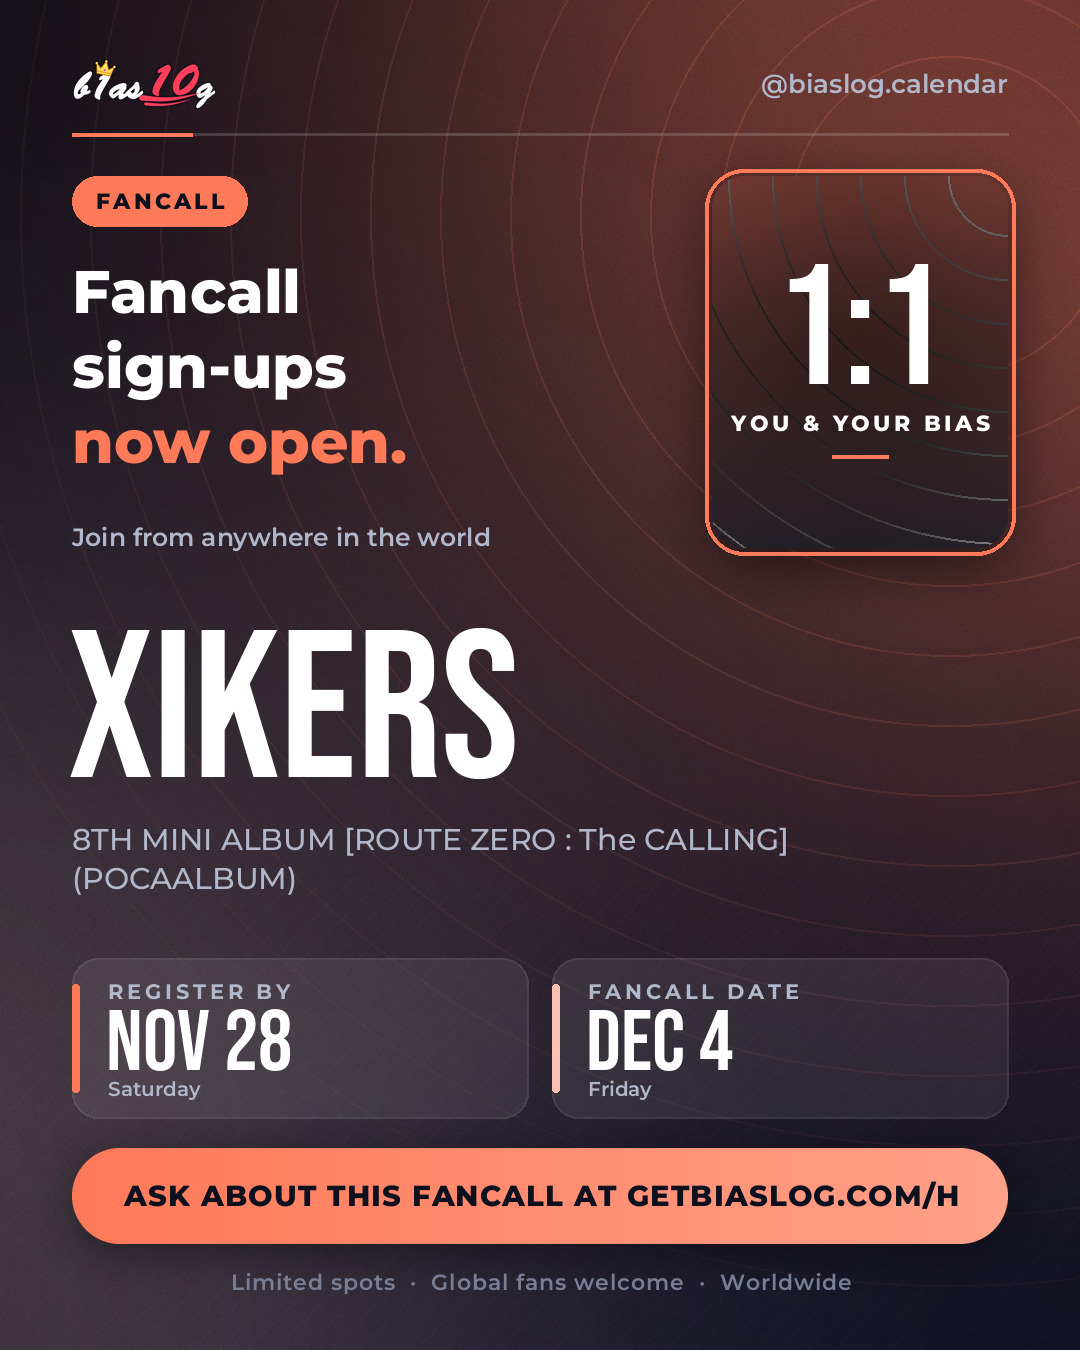 b1as10g
@biaslog.calendar
FANCALL
Fancall
sign-ups
now open.
Join from anywhere in the world
1:1
YOU & YOUR BIAS
XIKERS
8TH MINI ALBUM [ROUTE ZERO : The CALLING]
(POCAALBUM)
REGISTER BY
NOV 28
Saturday
FANCALL DATE
DEC 4
Friday
ASK ABOUT THIS FANCALL AT GETBIASLOG.COM/H
Limited spots · Global fans welcome · Worldwide